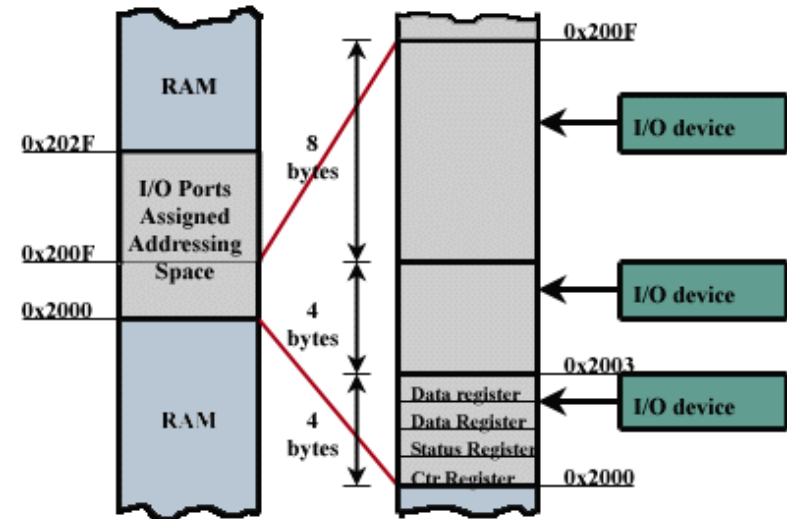 RAM
0x202F
I/O Ports
Assigned
Addressing
Space
0x200F
0x2000
RAM
8
bytes
4
bytes
4
bytes
0x200F
I/O device
I/O device
0x2003
Data register
Data Register
Status Register
Ctr Register
0x2000
I/O device